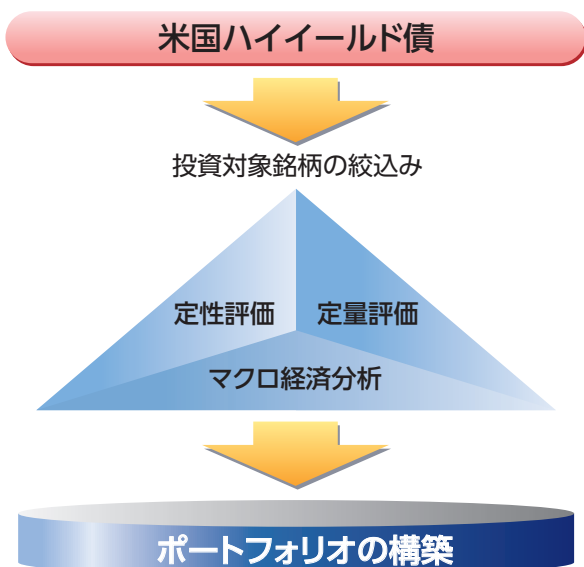 米国ハイイールド債
投資対象銘柄の絞込み
定性評価
定量評価
マクロ経済分析
ポートフォリオの構築